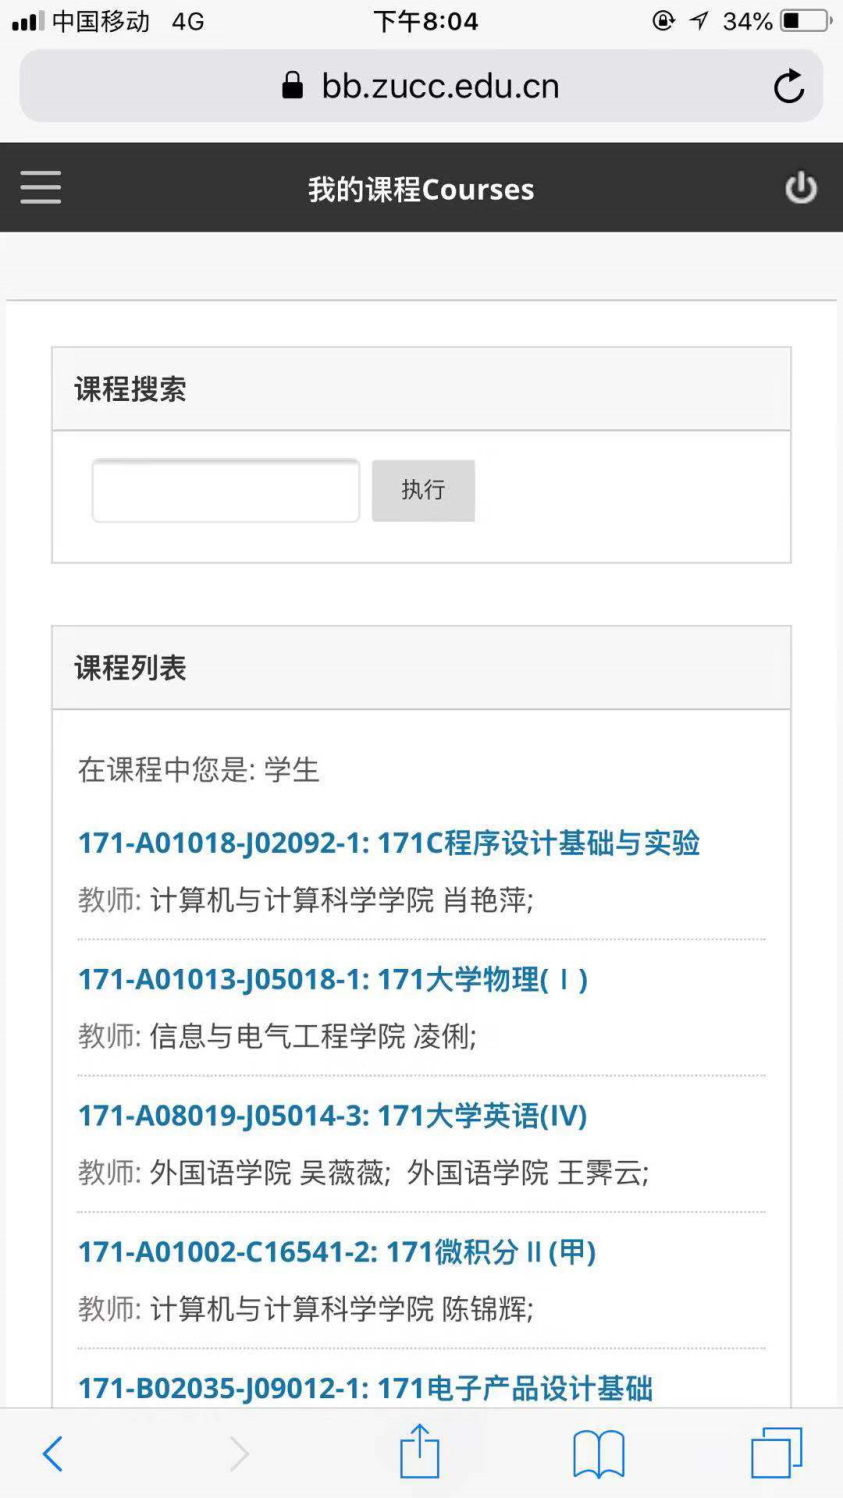 中国移动 4G 下午8:04 34%
bb.zucc.edu.cn
我的课程Courses
课程搜索
执行
课程列表
在课程中您是: 学生
171-A01018-J02092-1: 171C程序设计基础与实验
教师: 计算机与计算科学学院 肖艳萍;
171-A01013-J05018-1: 171大学物理(Ⅰ)
教师: 信息与电气工程学院 凌俐;
171-A08019-J05014-3: 171大学英语(IV)
教师: 外国语学院 吴薇薇; 外国语学院 王霁云;
171-A01002-C16541-2: 171微积分Ⅱ(甲)
教师: 计算机与计算科学学院 陈锦辉;
171-B02035-J09012-1: 171电子产品设计基础